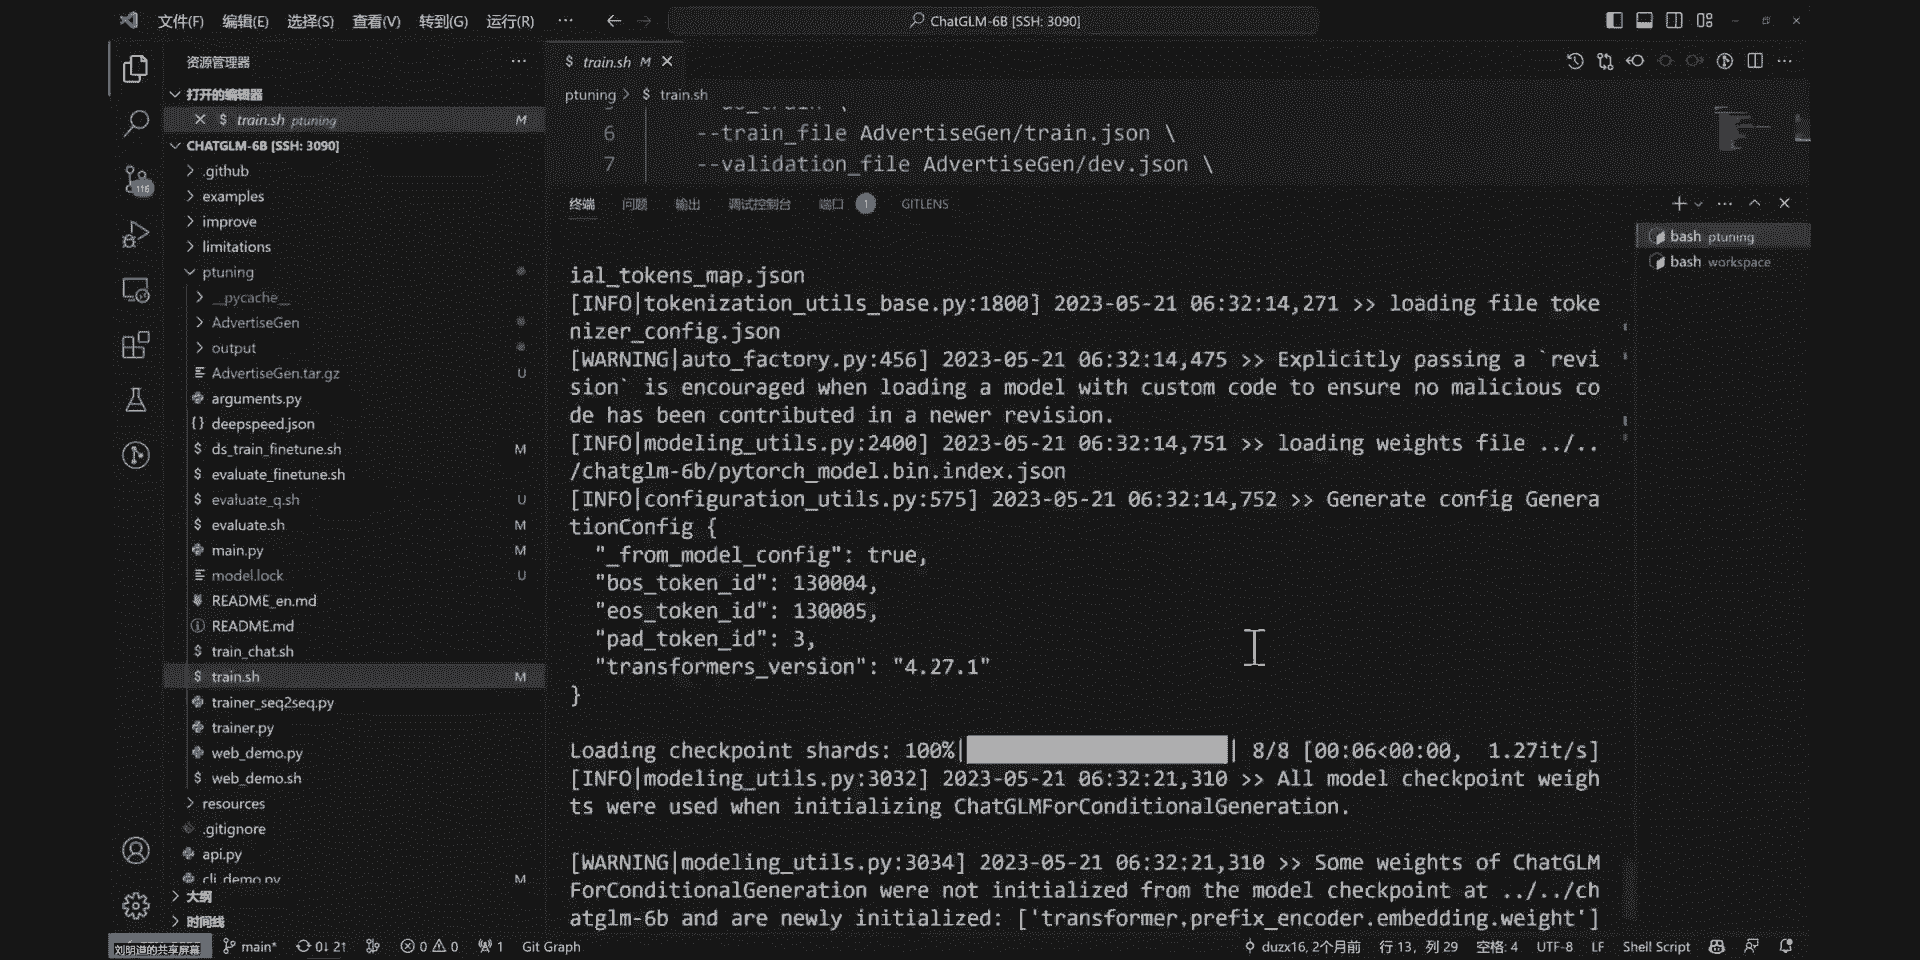 文件(F) 编辑(E) 选择(S) 查看(V) 转到(G) 运行(R) ··· ChatGLM-6B [SSH: 3090]
资源管理器 ···
$ train.sh M
打开的编辑器
ptuning > $ train.sh
$ train.sh ptuning M
CHATGLM-6B [SSH: 3090]
.github
examples
improve
limitations
ptuning
__pycache__
AdvertiseGen
output
AdvertiseGen.tar.gz U
arguments.py
{} deepspeed.json
$ ds_train_finetune.sh M
$ evaluate_finetune.sh
$ evaluate_q.sh U
$ evaluate.sh M
main.py M
model.lock U
README_en.md
README.md
$ train_chat.sh
$ train.sh M
trainer_seq2seq.py
trainer.py
web_demo.py
$ web_demo.sh
resources
.gitignore
api.py
cli_demo.py M
大纲
时间线
116
6 --train_file AdvertiseGen/train.json \
7 --validation_file AdvertiseGen/dev.json \
终端 问题 输出 调试控制台 端口 1 GITLENS
bash ptuning
bash workspace
ial_tokens_map.json
[INFO|tokenization_utils_base.py:1800] 2023-05-21 06:32:14,271 >> loading file toke
nizer_config.json
[WARNING|auto_factory.py:456] 2023-05-21 06:32:14,475 >> Explicitly passing a `revi
sion` is encouraged when loading a model with custom code to ensure no malicious co
de has been contributed in a newer revision.
[INFO|modeling_utils.py:2400] 2023-05-21 06:32:14,751 >> loading weights file ../..
/chatglm-6b/pytorch_model.bin.index.json
[INFO|configuration_utils.py:575] 2023-05-21 06:32:14,752 >> Generate config Genera
tionConfig {
"_from_model_config": true,
"bos_token_id": 130004,
"eos_token_id": 130005,
"pad_token_id": 3,
"transformers_version": "4.27.1"
}
Loading checkpoint shards: 100%| | 8/8 [00:06<00:00, 1.27it/s]
[INFO|modeling_utils.py:3032] 2023-05-21 06:32:21,310 >> All model checkpoint weigh
ts were used when initializing ChatGLMForConditionalGeneration.
[WARNING|modeling_utils.py:3034] 2023-05-21 06:32:21,310 >> Some weights of ChatGLM
ForConditionalGeneration were not initialized from the model checkpoint at ../../ch
atglm-6b and are newly initialized: ['transformer.prefix_encoder.embedding.weight']
刘明道的共享屏幕 main* 0↓ 2↑ 0 0 1 Git Graph duzx16, 2个月前 行 13，列 29 空格: 4 UTF-8 LF Shell Script